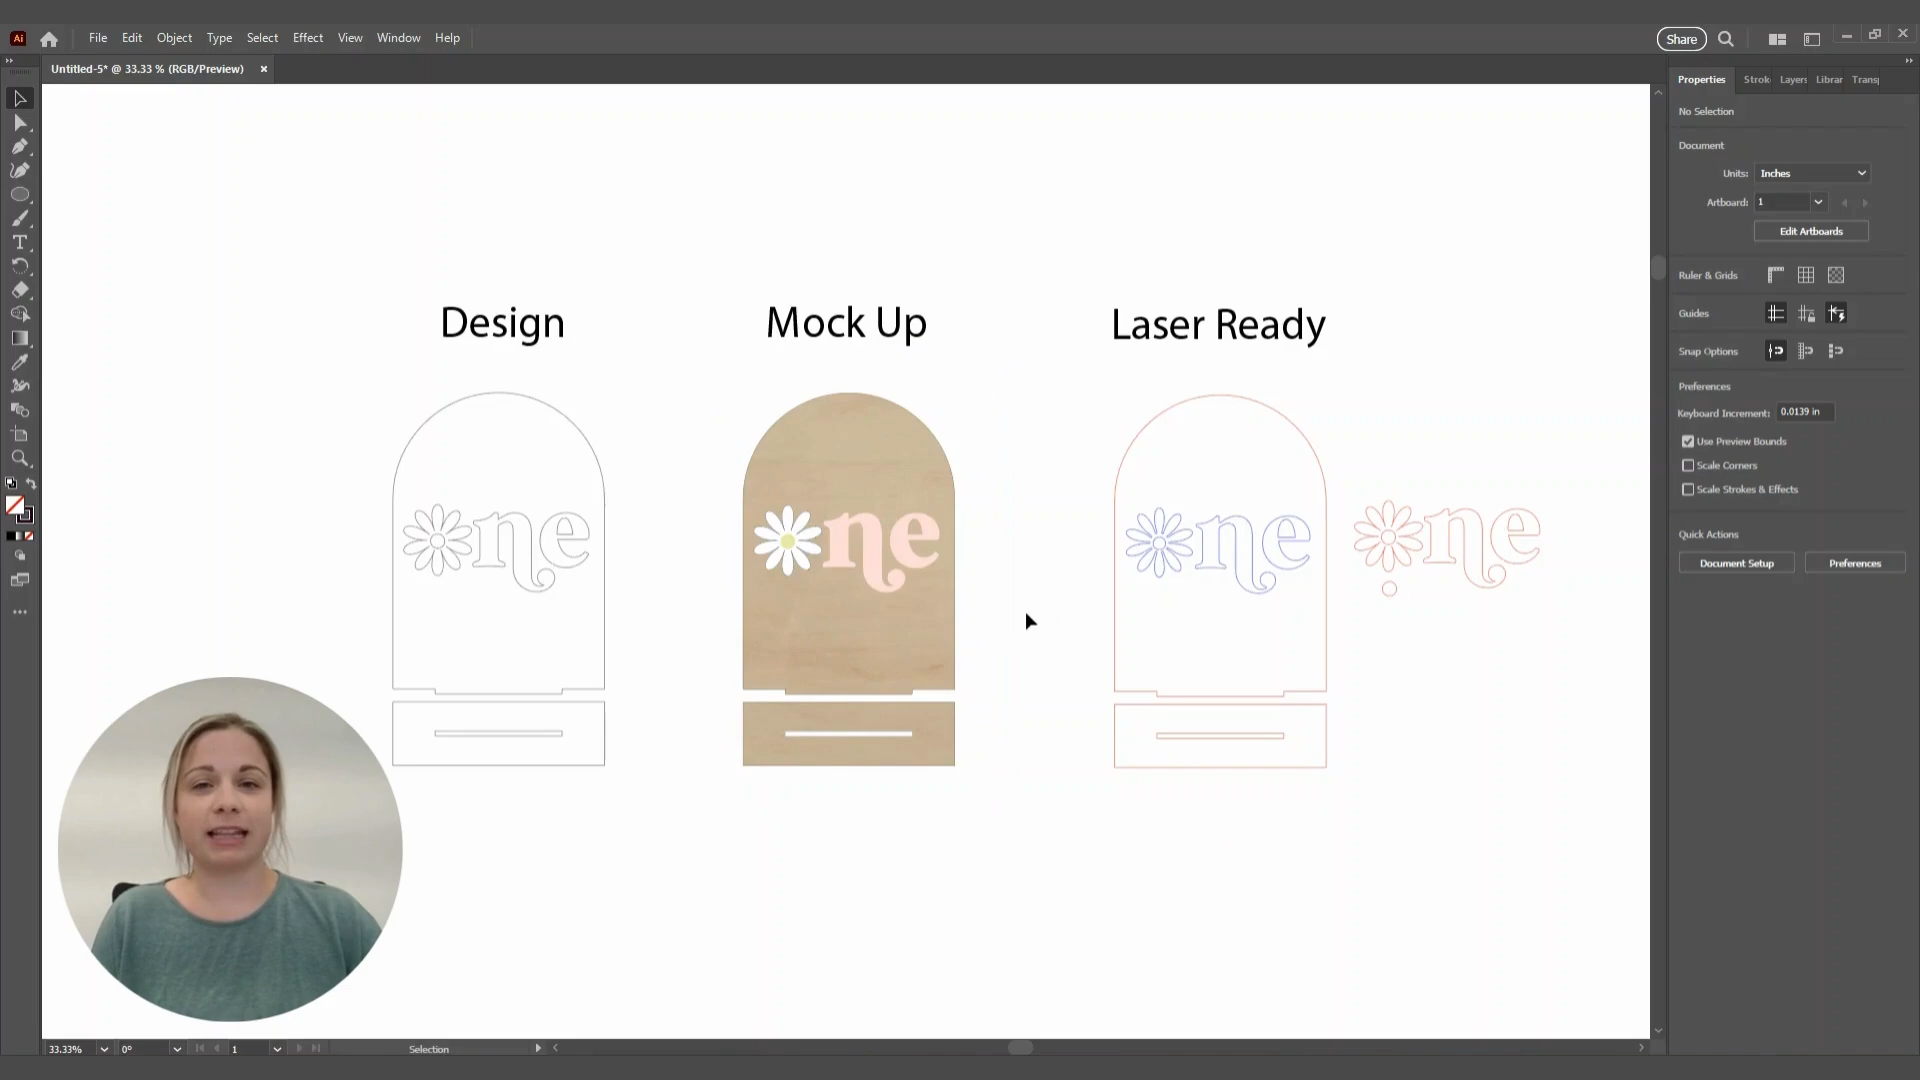 Ai
File Edit Object Type Select Effect View Window Help
Share
Untitled-5* @ 33.33 % (RGB/Preview) ×
Properties Strok Layers Librar Trans
No Selection
Document
Units: Inches
Artboard: 1
Edit Artboards
Ruler & Grids
Guides
Snap Options
Preferences
Keyboard Increment: 0.0139 in
Use Preview Bounds
Scale Corners
Scale Strokes & Effects
Quick Actions
Document Setup Preferences
Design Mock Up Laser Ready
ne ne ne ne
33.33% 0° 1 Selection